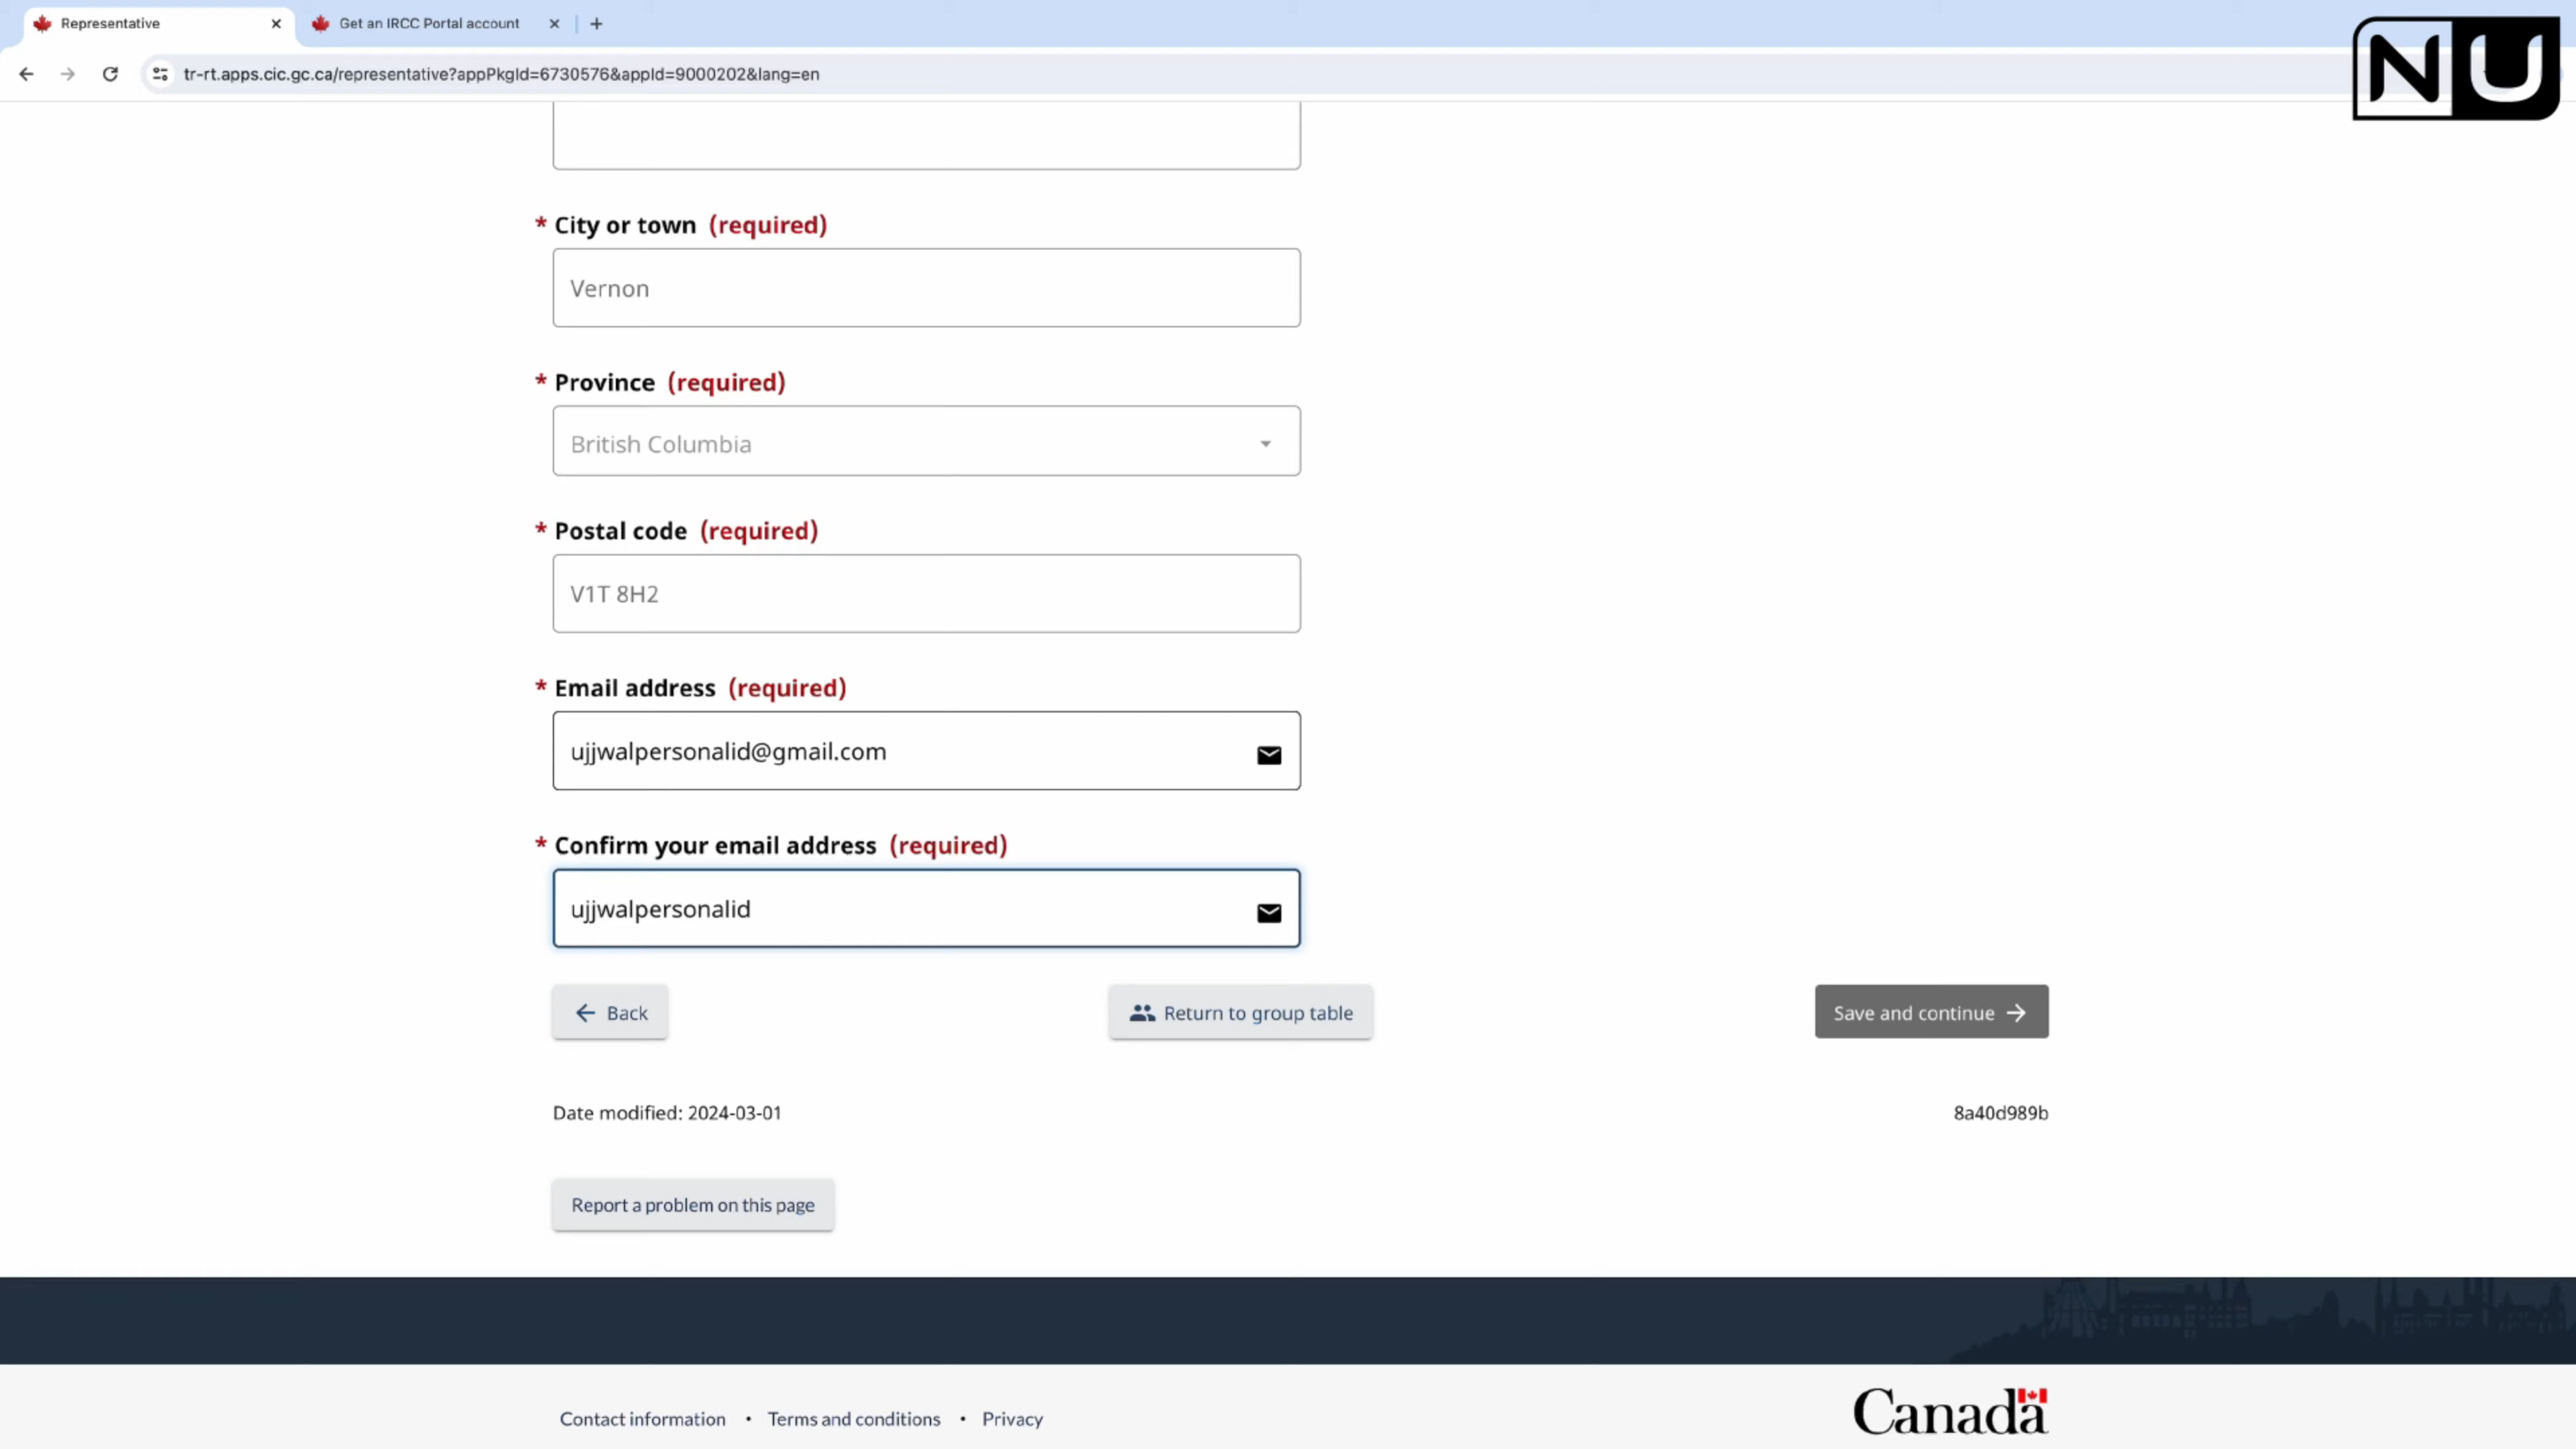 Representative
Get an IRCC Portal account
tr-rt.apps.cic.gc.ca/representative?appPkgId=6730576&appId=9000202&lang=en
NU
* City or town (required)
Vernon
* Province (required)
British Columbia
* Postal code (required)
V1T 8H2
* Email address (required)
ujjwalpersonalid@gmail.com
* Confirm your email address (required)
ujjwalpersonalid
Back
Return to group table
Save and continue
Date modified: 2024-03-01
8a40d989b
Report a problem on this page
Contact information • Terms and conditions • Privacy
Canada